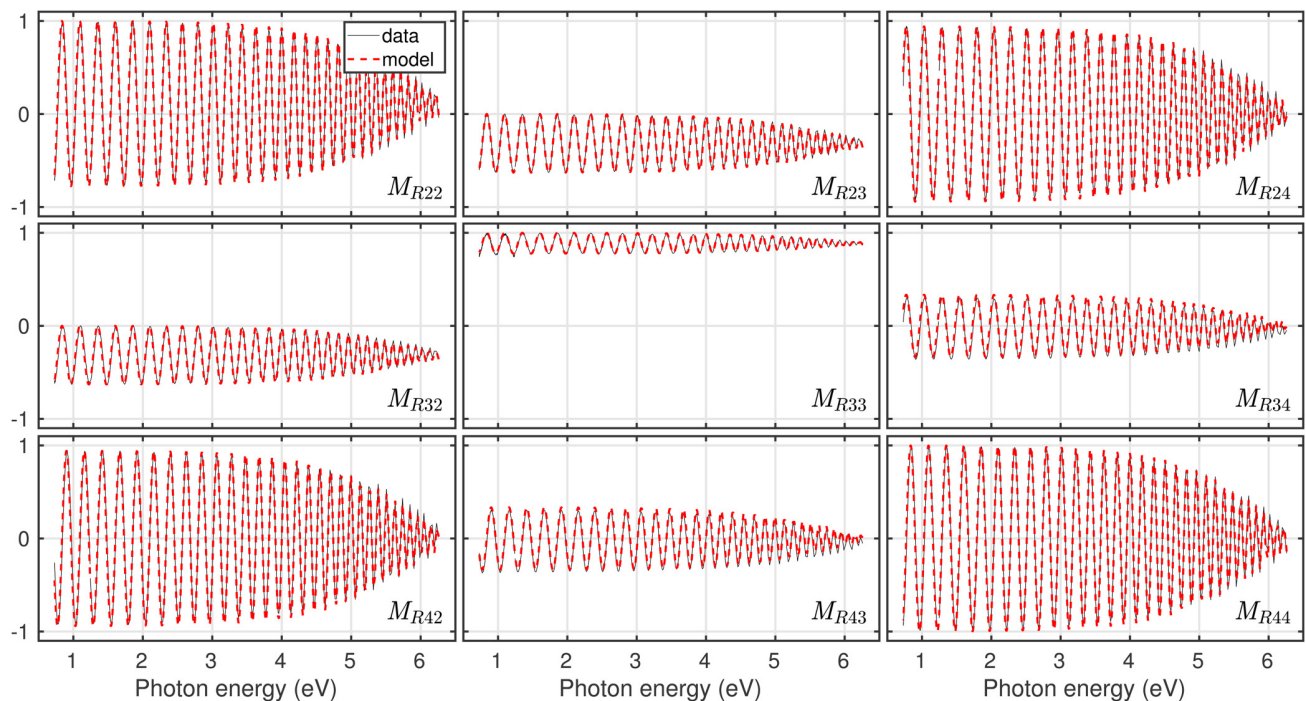 1
0
-1
data
model
M_R22
M_R23
M_R24
1
0
-1
M_R32
M_R33
M_R34
1
0
-1
M_R42
M_R43
M_R44
1 2 3 4 5 6 1 2 3 4 5 6 1 2 3 4 5 6
Photon energy (eV) Photon energy (eV) Photon energy (eV)